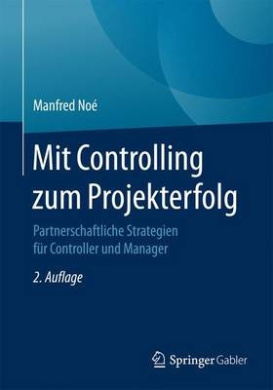 Manfred Noé
Mit Controlling
zum Projekterfolg
Partnerschaftliche Strategien
für Controller und Manager
2. Auflage
Springer Gabler